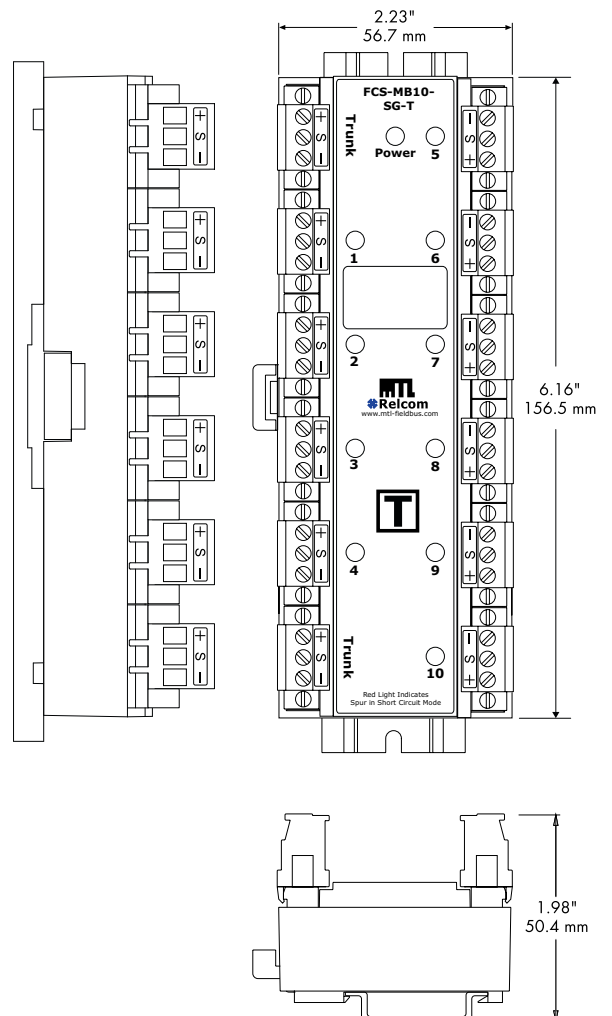 2.23"
56.7 mm
FCS-MB10-
SG-T
Trunk
Power
5
1
6
2
7
MTL
Relcom
www.mtl-fieldbus.com
3
8
T
4
9
Trunk
10
Red Light Indicates
Spur in Short Circuit Mode
+ S −
+ S −
+ S −
+ S −
+ S −
+ S −
+ S −
+ S −
+ S −
+ S −
+ S −
+ S −
− S +
− S +
− S +
− S +
− S +
− S +
6.16"
156.5 mm
1.98"
50.4 mm